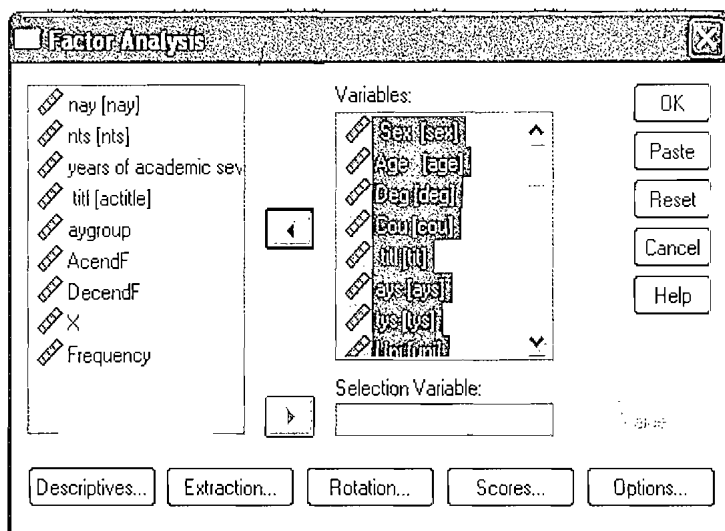 Factor Analysis
nay [nay]
nts [nts]
years of academic sev
titl [actitle]
aygroup
AcendF
DecendF
X
Frequency
Variables:
Sex [sex]
Age [age]
Deg [deg]
Cou [cou]
titl [tit]
ays [ays]
tys [tys]
Uni [uni]
Selection Variable:
OK
Paste
Reset
Cancel
Help
Descriptives...
Extraction...
Rotation...
Scores...
Options...